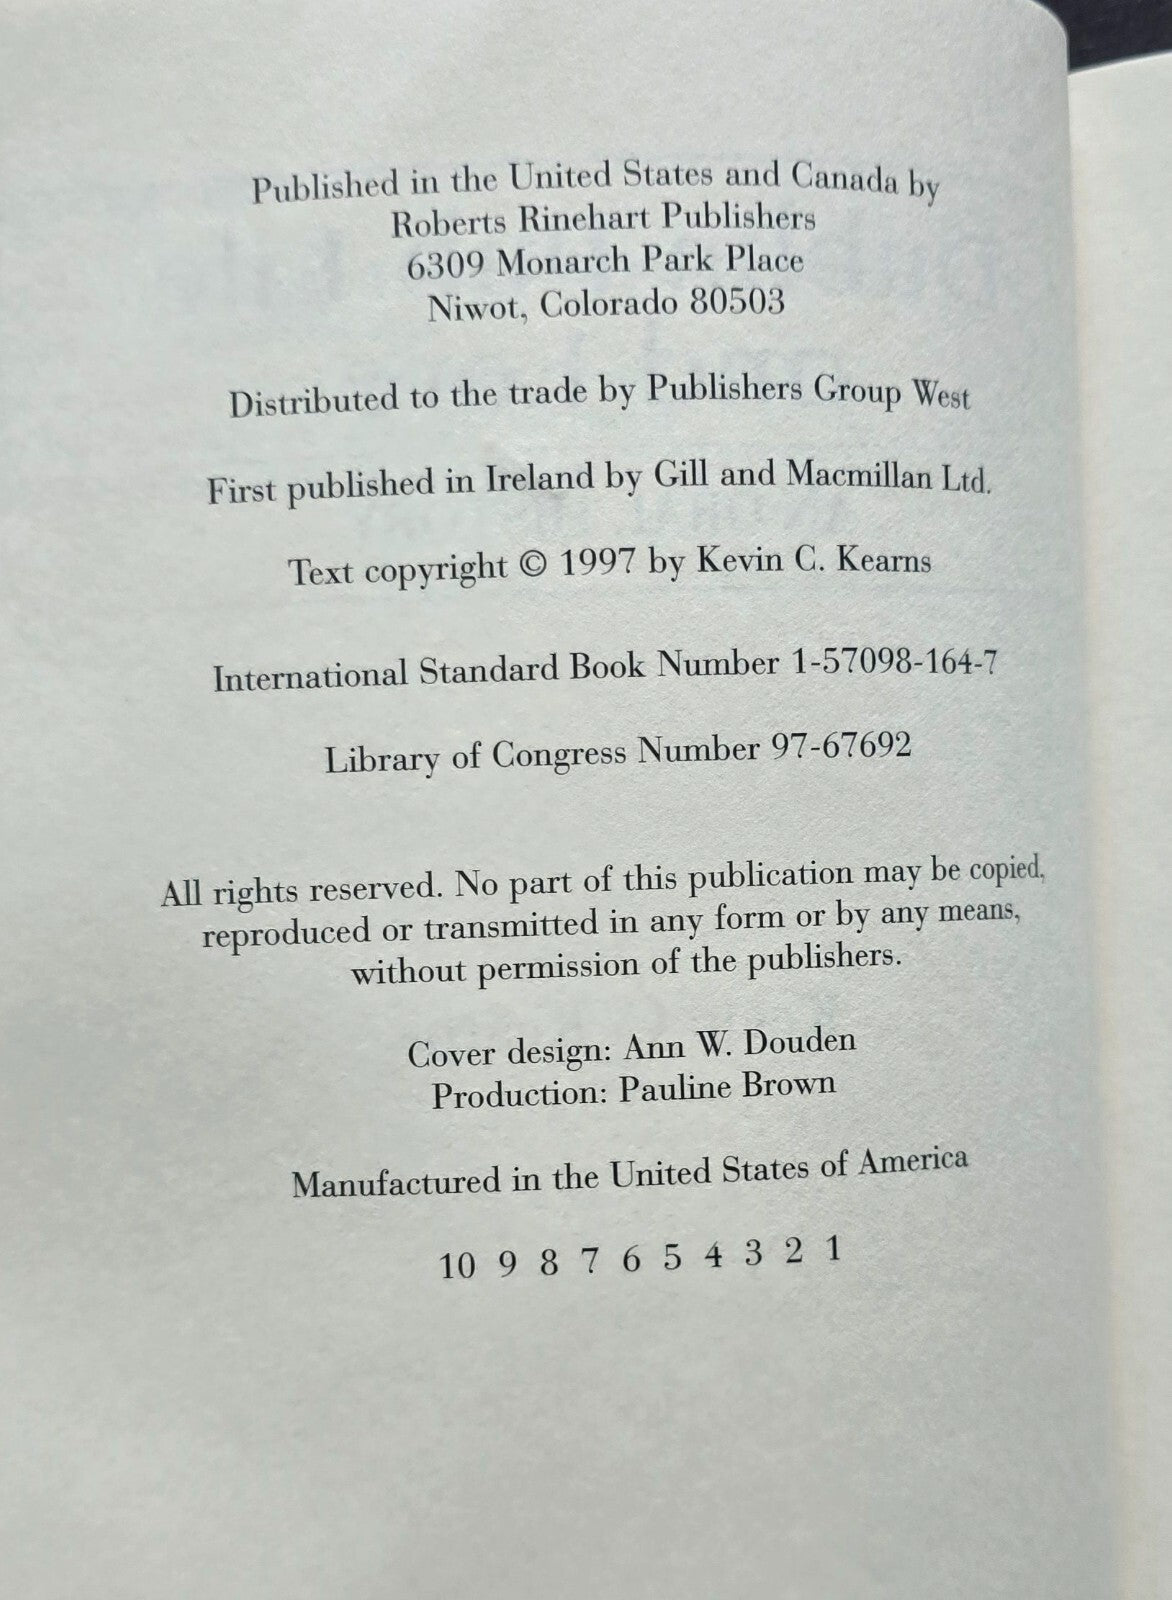 Published in the United States and Canada by
Roberts Rinehart Publishers
6309 Monarch Park Place
Niwot, Colorado 80503
Distributed to the trade by Publishers Group West
First published in Ireland by Gill and Macmillan Ltd.
Text copyright © 1997 by Kevin C. Kearns
International Standard Book Number 1-57098-164-7
Library of Congress Number 97-67692
All rights reserved. No part of this publication may be copied,
reproduced or transmitted in any form or by any means,
without permission of the publishers.
Cover design: Ann W. Douden
Production: Pauline Brown
Manufactured in the United States of America
10 9 8 7 6 5 4 3 2 1